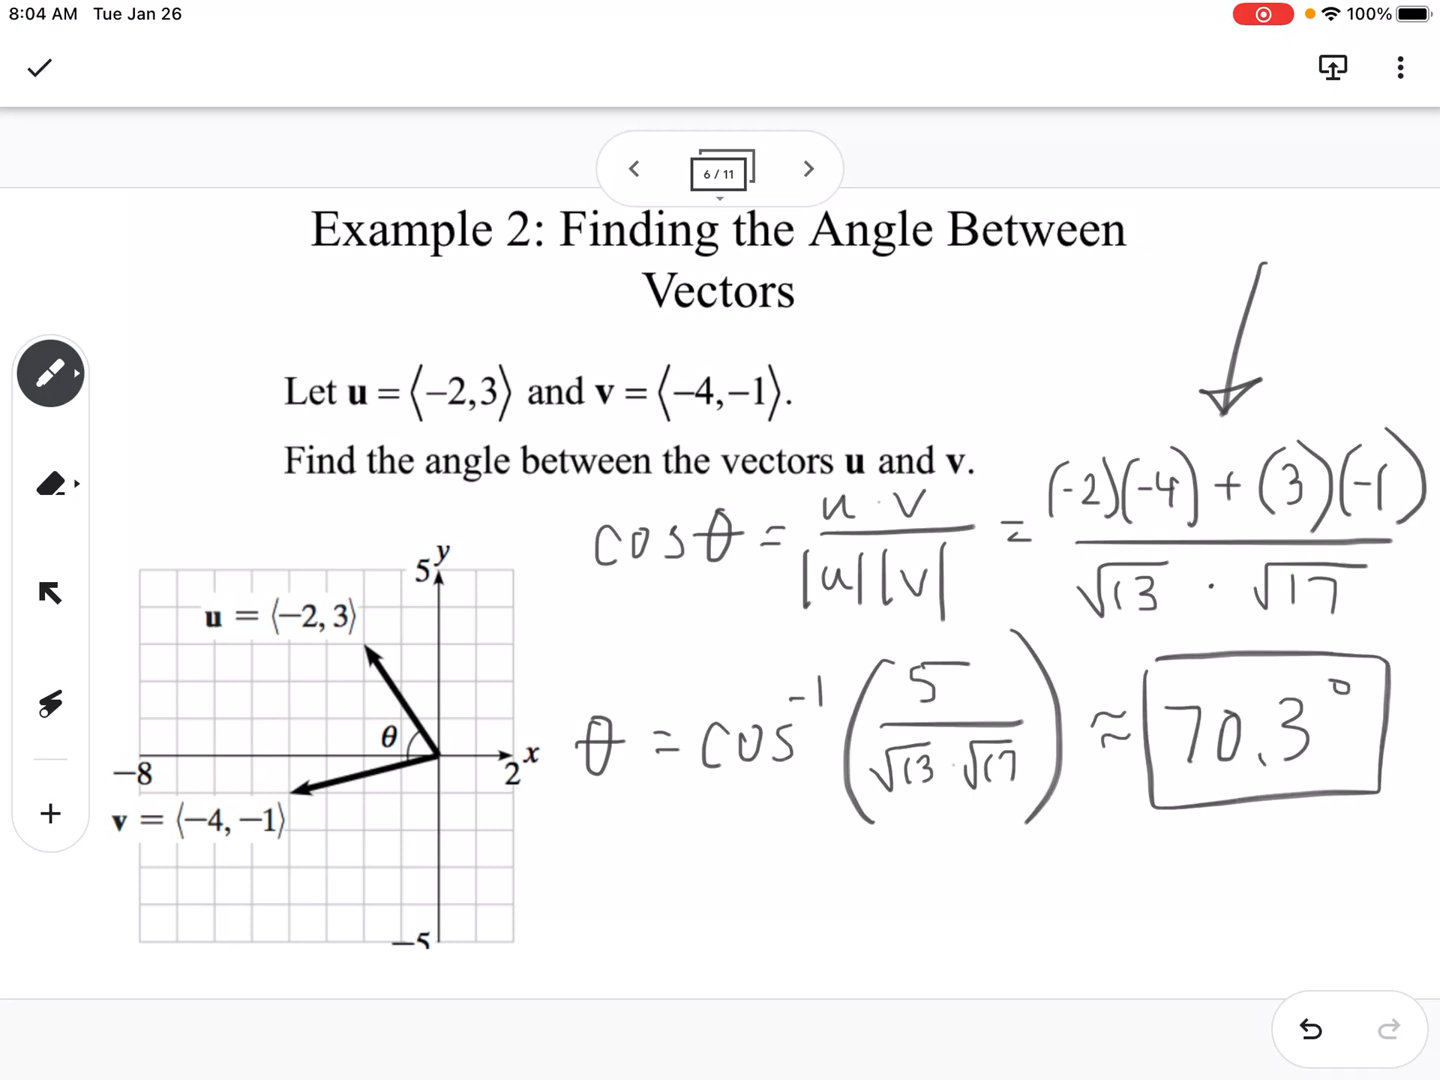 8:04 AM Tue Jan 26
100%
6 / 11
Example 2: Finding the Angle Between
Vectors
Let u = ⟨−2,3⟩ and v = ⟨−4,−1⟩.
Find the angle between the vectors u and v.
cosθ = u · v / |u||v| = (-2)(-4) + (3)(-1) / √13 · √17
θ = cos⁻¹ (5 / √13 · √17) ≈ 70.3°
5 y
u = ⟨−2, 3⟩
θ
−8
2 x
v = ⟨−4, −1⟩
−5